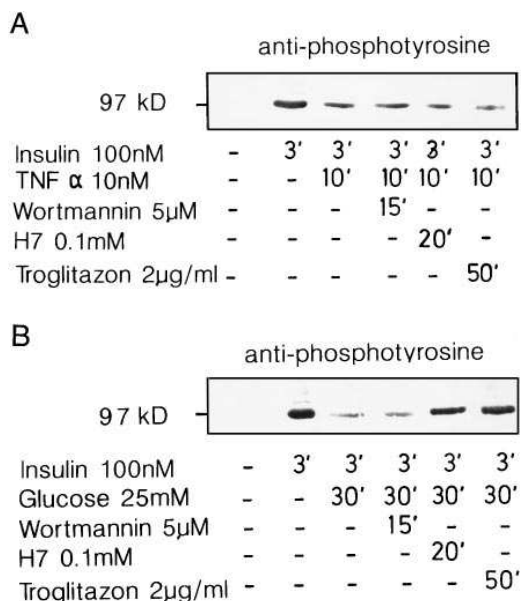 A
anti-phosphotyrosine
97 kD -
Insulin 100nM - 3' 3' 3' 3' 3'
TNF α 10nM - - 10' 10' 10' 10'
Wortmannin 5μM - - - 15' - -
H7 0.1mM - - - - 20' -
Troglitazon 2μg/ml - - - - - 50'
B
anti-phosphotyrosine
97 kD -
Insulin 100nM - 3' 3' 3' 3' 3'
Glucose 25mM - - 30' 30' 30' 30'
Wortmannin 5μM - - - 15' - -
H7 0.1mM - - - - 20' -
Troglitazon 2μg/ml - - - - - 50'